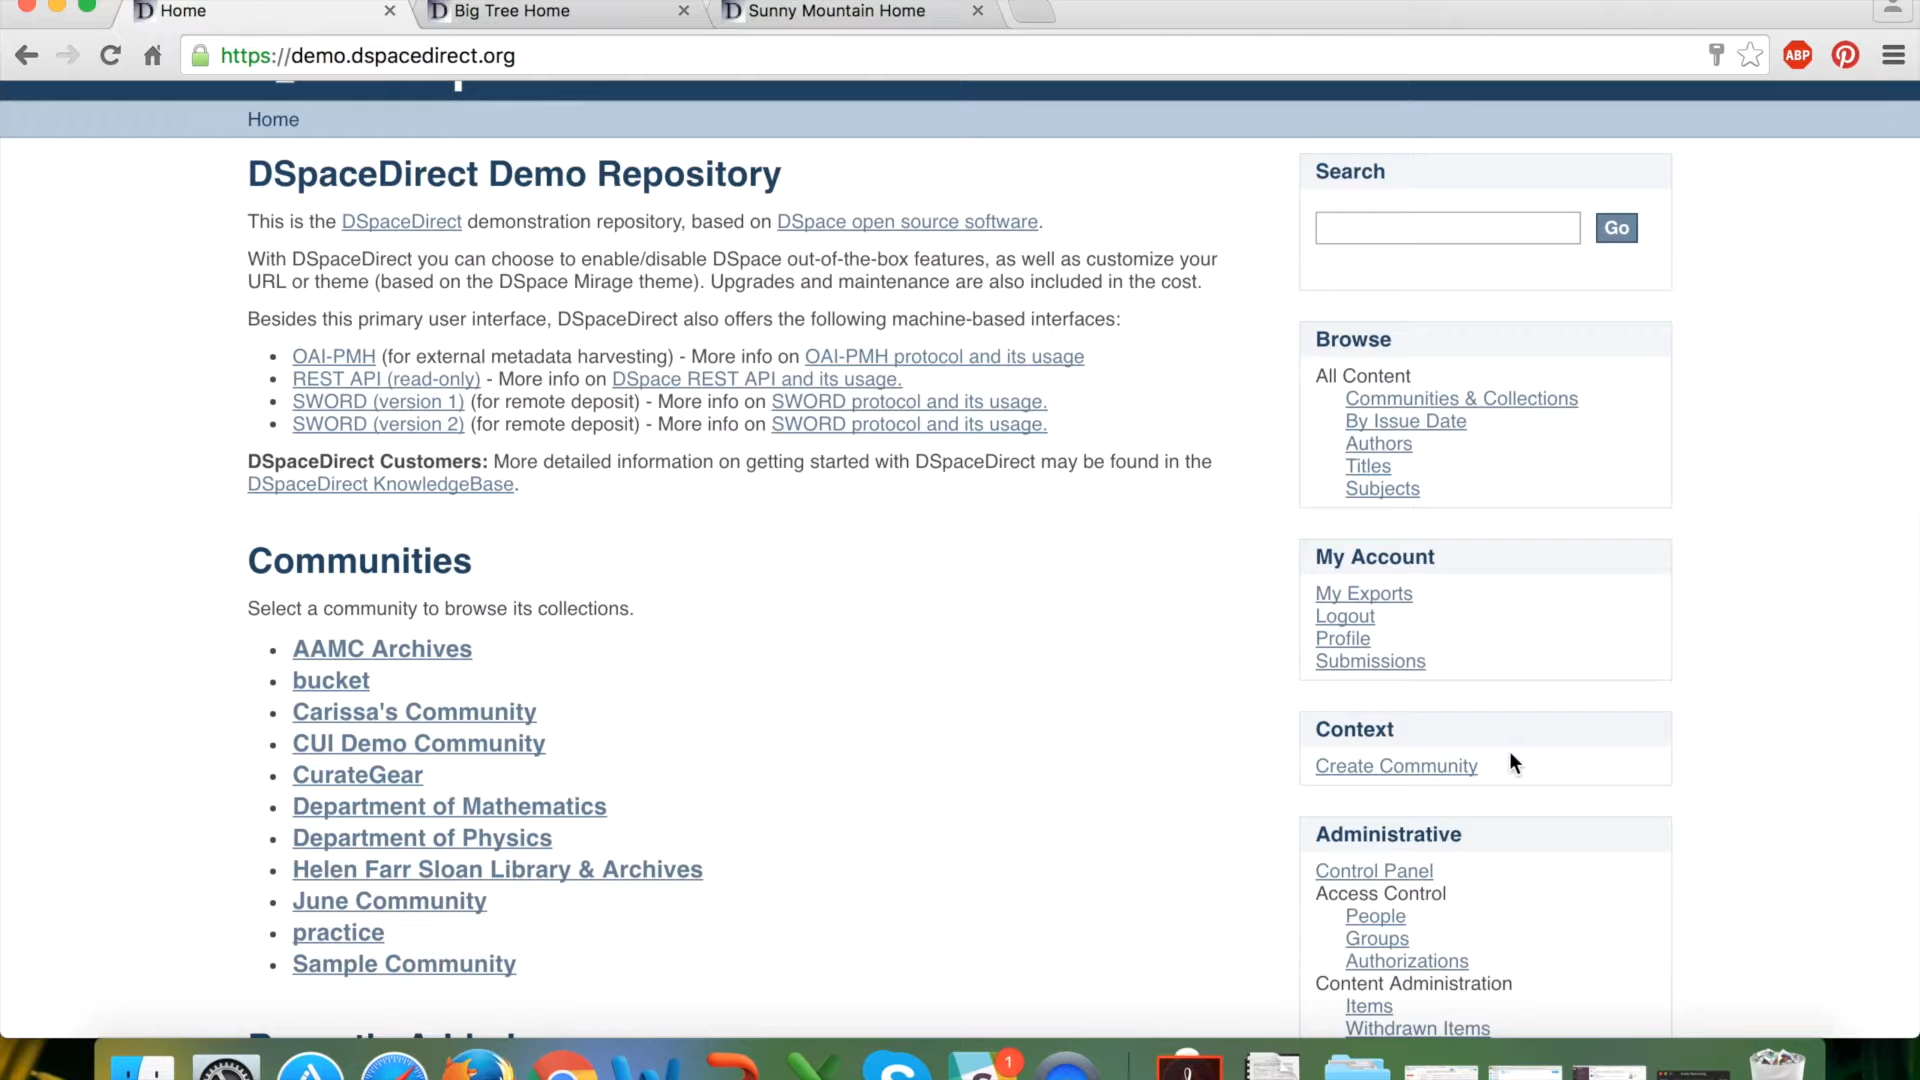 Home
Big Tree Home
Sunny Mountain Home
https://demo.dspacedirect.org
ABP
Home
DSpaceDirect Demo Repository
This is the DSpaceDirect demonstration repository, based on DSpace open source software.
With DSpaceDirect you can choose to enable/disable DSpace out-of-the-box features, as well as customize your
URL or theme (based on the DSpace Mirage theme). Upgrades and maintenance are also included in the cost.
Besides this primary user interface, DSpaceDirect also offers the following machine-based interfaces:
• OAI-PMH (for external metadata harvesting) - More info on OAI-PMH protocol and its usage
• REST API (read-only) - More info on DSpace REST API and its usage.
• SWORD (version 1) (for remote deposit) - More info on SWORD protocol and its usage.
• SWORD (version 2) (for remote deposit) - More info on SWORD protocol and its usage.
DSpaceDirect Customers: More detailed information on getting started with DSpaceDirect may be found in the
DSpaceDirect KnowledgeBase.
Communities
Select a community to browse its collections.
• AAMC Archives
• bucket
• Carissa's Community
• CUI Demo Community
• CurateGear
• Department of Mathematics
• Department of Physics
• Helen Farr Sloan Library & Archives
• June Community
• practice
• Sample Community
Search
Go
Browse
All Content
Communities & Collections
By Issue Date
Authors
Titles
Subjects
My Account
My Exports
Logout
Profile
Submissions
Context
Create Community
Administrative
Control Panel
Access Control
People
Groups
Authorizations
Content Administration
Items
Withdrawn Items
1